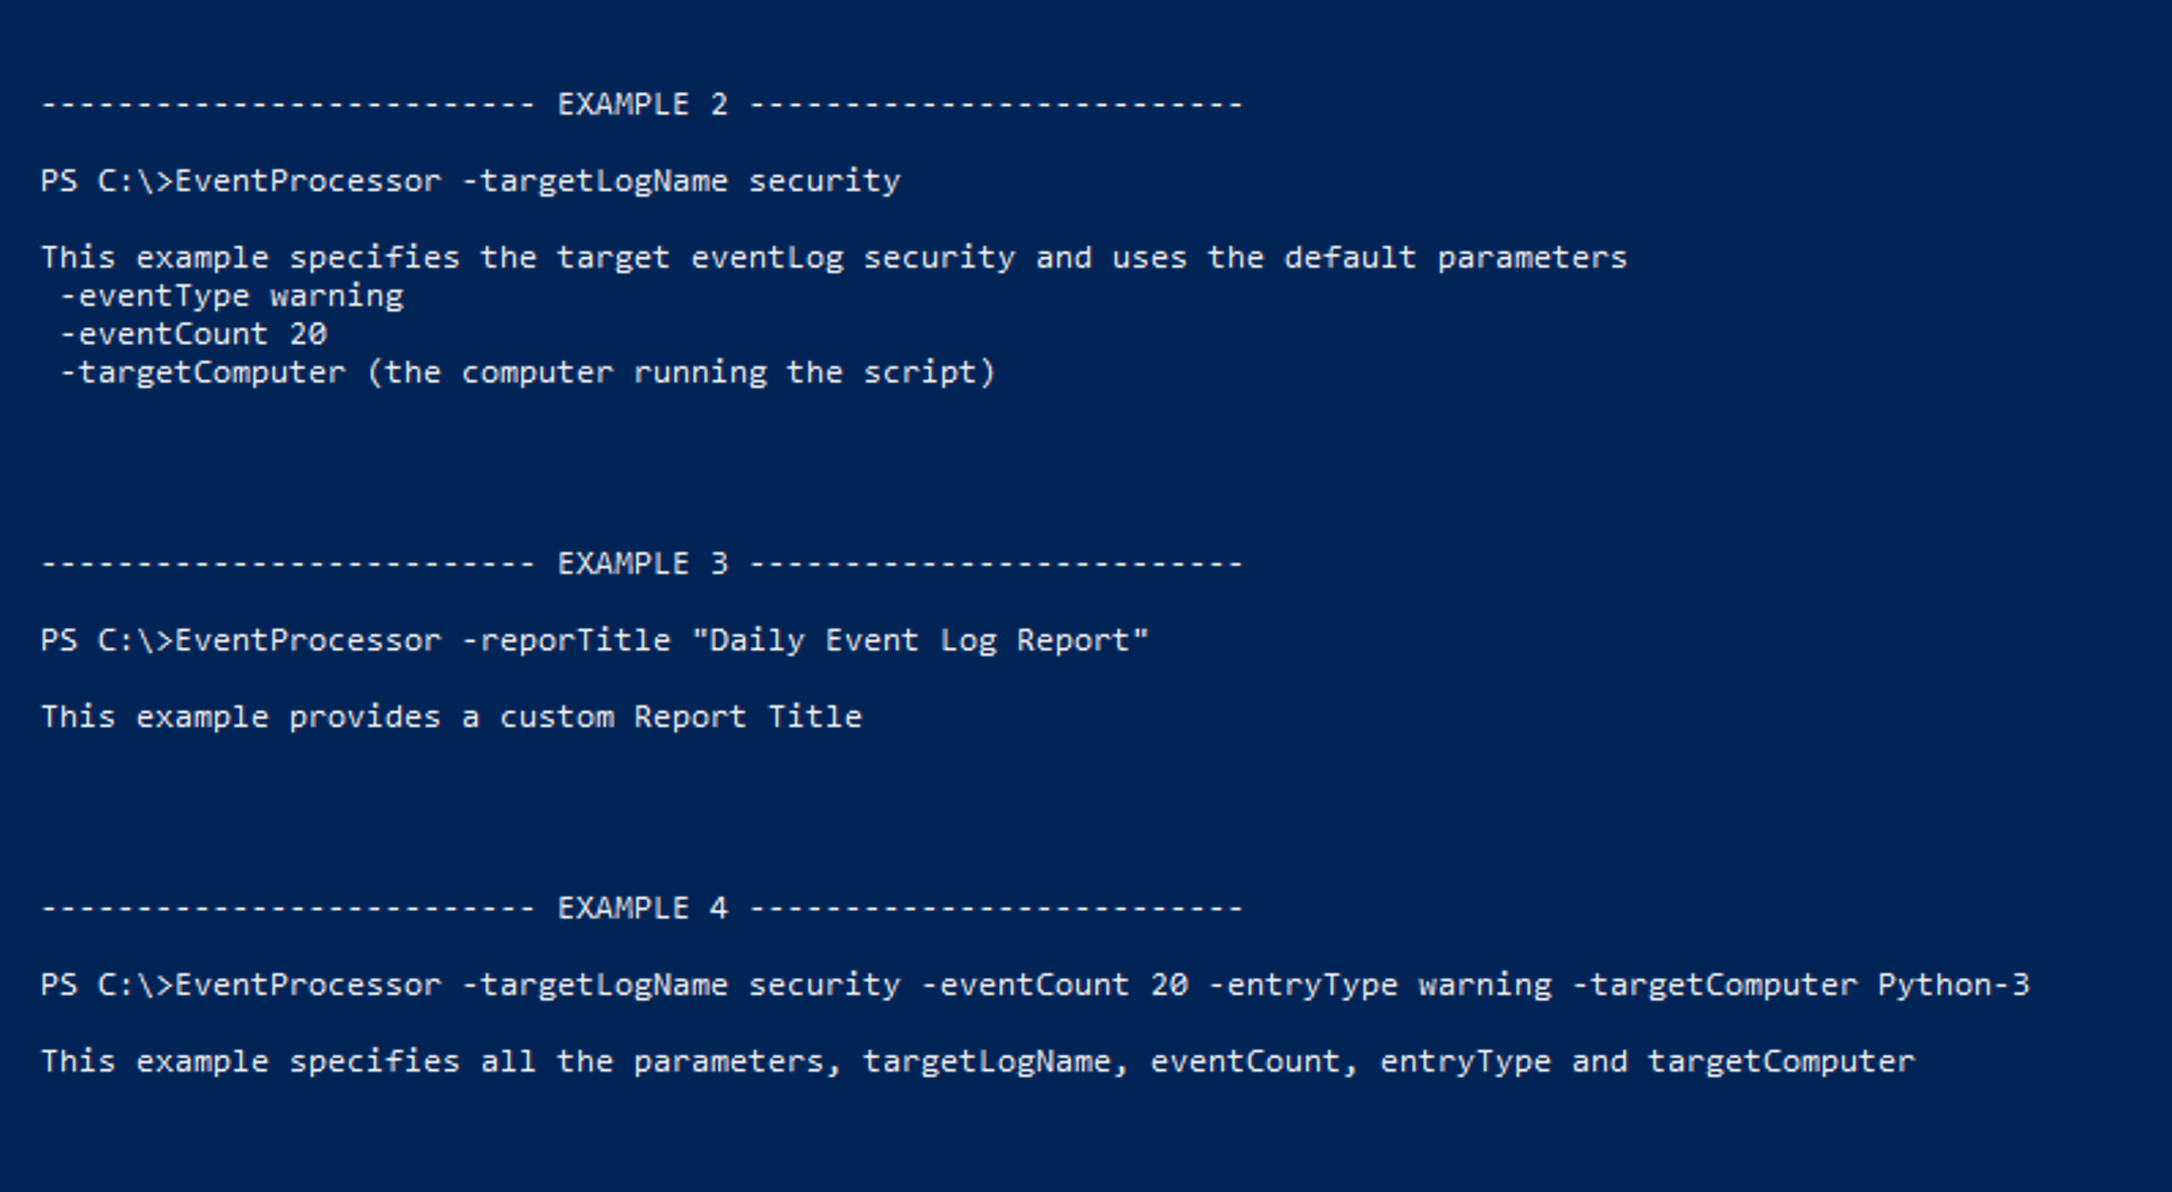 -------------------------- EXAMPLE 2 --------------------------
PS C:\>EventProcessor -targetLogName security
This example specifies the target eventLog security and uses the default parameters
-eventType warning
-eventCount 20
-targetComputer (the computer running the script)
-------------------------- EXAMPLE 3 --------------------------
PS C:\>EventProcessor -reporTitle "Daily Event Log Report"
This example provides a custom Report Title
-------------------------- EXAMPLE 4 --------------------------
PS C:\>EventProcessor -targetLogName security -eventCount 20 -entryType warning -targetComputer Python-3
This example specifies all the parameters, targetLogName, eventCount, entryType and targetComputer